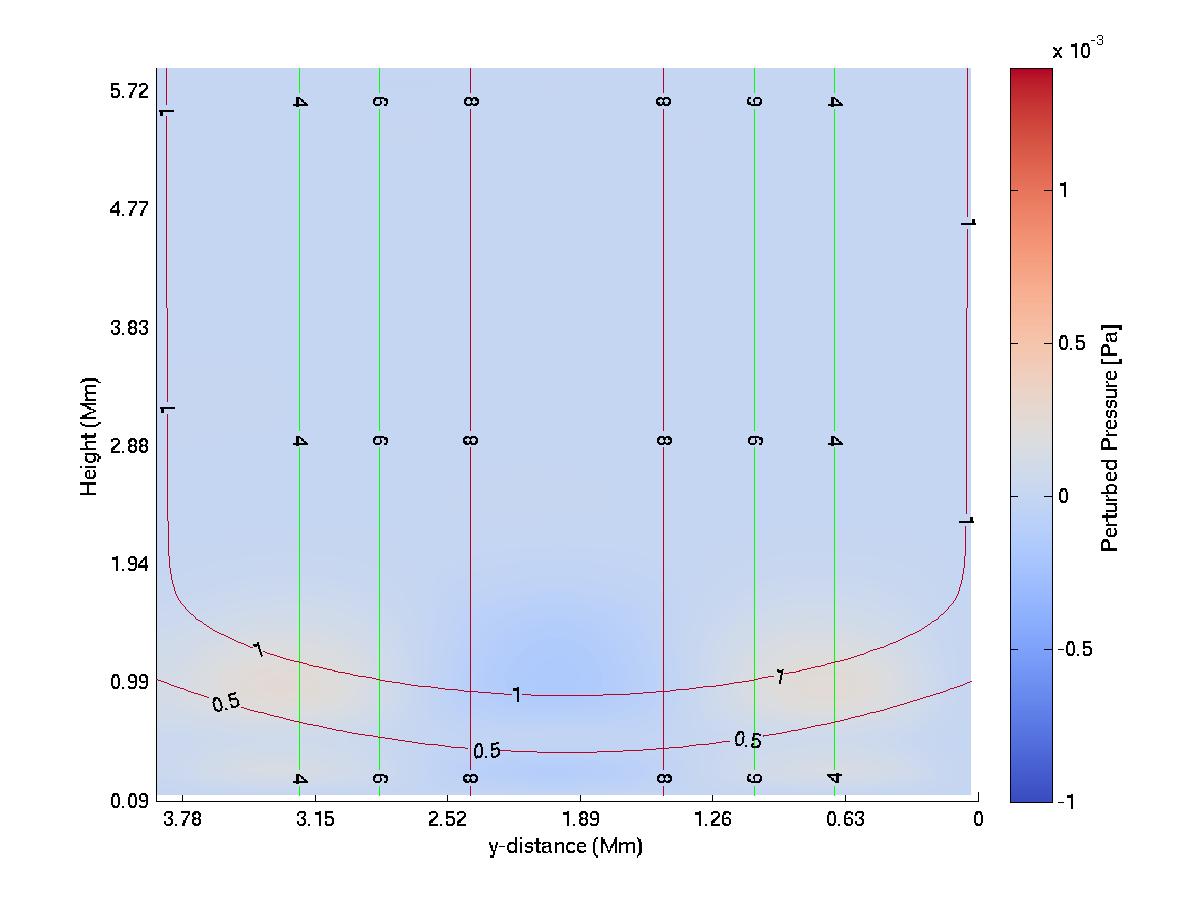 x 10-3
5.72
4.77
3.83
2.88
1.94
0.99
0.09
Height (Mm)
3.78 3.15 2.52 1.89 1.26 0.63 0
y-distance (Mm)
4 6 8 8 6 4
1
1
1
4 6 8 8 6 4
1
1 1 1
0.5 0.5 0.5
4 6 8 8 6 4
1
0.5
0
-0.5
-1
Perturbed Pressure [Pa]